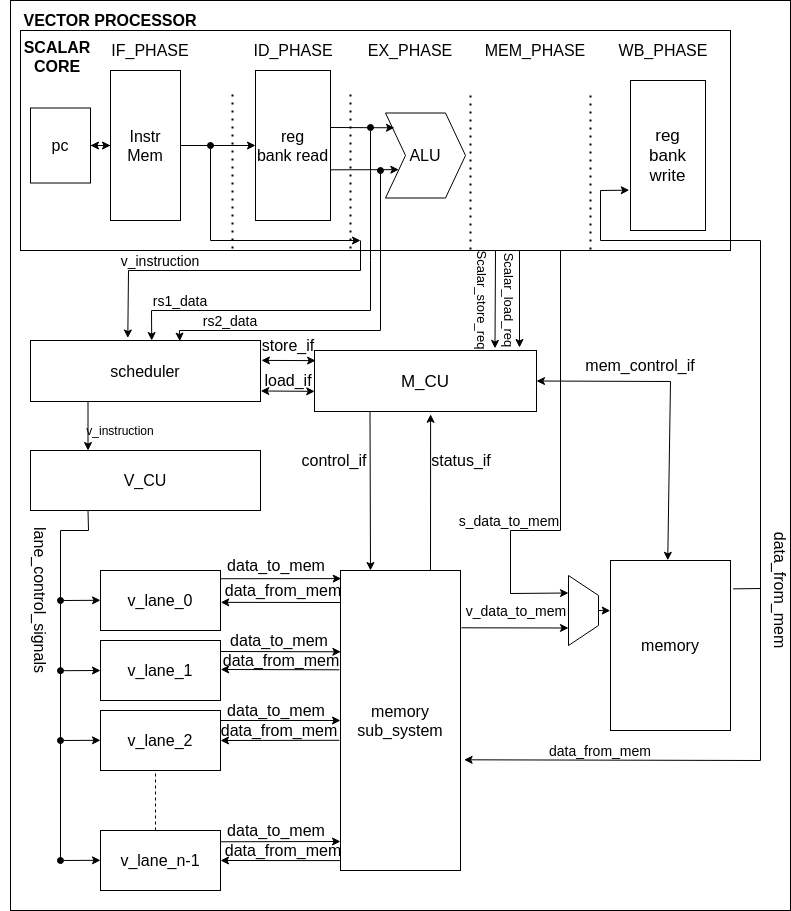 VECTOR PROCESSOR
SCALAR
CORE
IF_PHASE
ID_PHASE
EX_PHASE
MEM_PHASE
WB_PHASE
pc
Instr
Mem
reg
bank read
ALU
reg
bank
write
v_instruction
rs1_data
rs2_data
Scalar_store_req
Scalar_load_req
scheduler
store_if
load_if
M_CU
mem_control_if
v_instruction
V_CU
control_if
status_if
lane_control_signals
s_data_to_mem
data_from_mem
v_lane_0
data_to_mem
data_from_mem
v_data_to_mem
v_lane_1
data_to_mem
data_from_mem
memory
v_lane_2
data_to_mem
data_from_mem
memory
sub_system
data_from_mem
v_lane_n-1
data_to_mem
data_from_mem